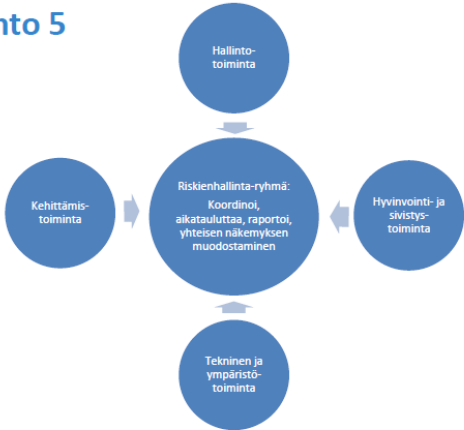 nto 5
Hallinto-
toiminta
Riskienhallinta-ryhmä:
Koordinoi,
aikatauluttaa, raportoi,
yhteisen näkemyksen
muodostaminen
Kehittämis-
toiminta
Hyvinvointi- ja
sivistys-
toiminta
Tekninen ja
ympäristö-
toiminta